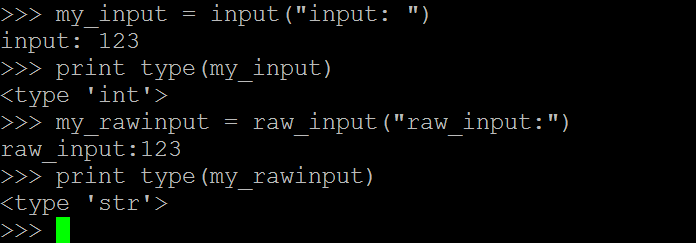 >>> my_input = input("input: ")
input: 123
>>> print type(my_input)
<type 'int'>
>>> my_rawinput = raw_input("raw_input:")
raw_input:123
>>> print type(my_rawinput)
<type 'str'>
>>>